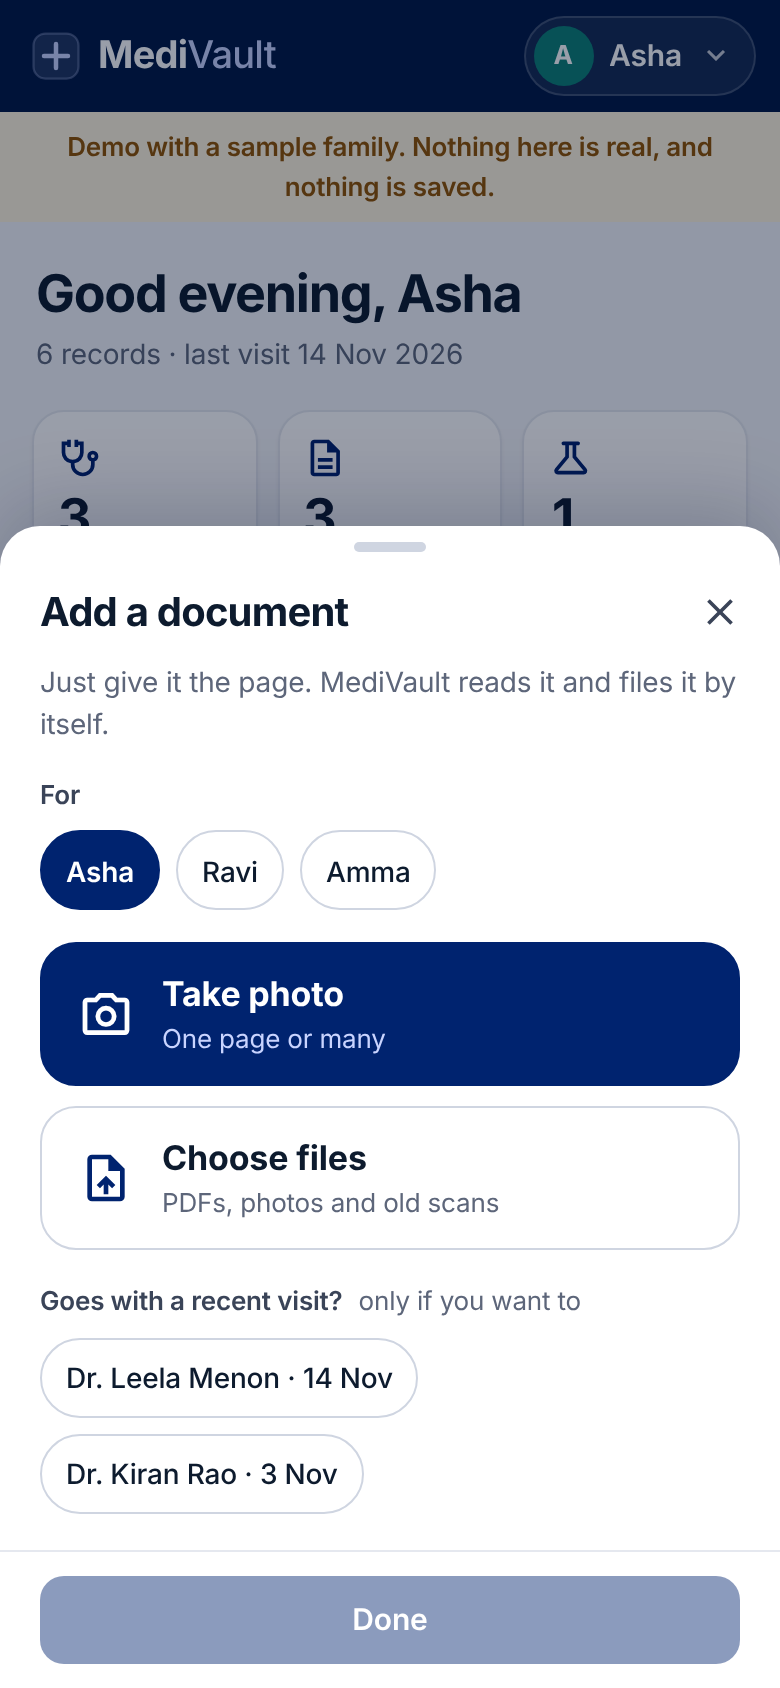 MediVault
A Asha
Demo with a sample family. Nothing here is real, and
nothing is saved.
Good evening, Asha
6 records · last visit 14 Nov 2026
3 3 1
Add a document
Just give it the page. MediVault reads it and files it by
itself.
For
Asha Ravi Amma
Take photo
One page or many
Choose files
PDFs, photos and old scans
Goes with a recent visit? only if you want to
Dr. Leela Menon · 14 Nov
Dr. Kiran Rao · 3 Nov
Done